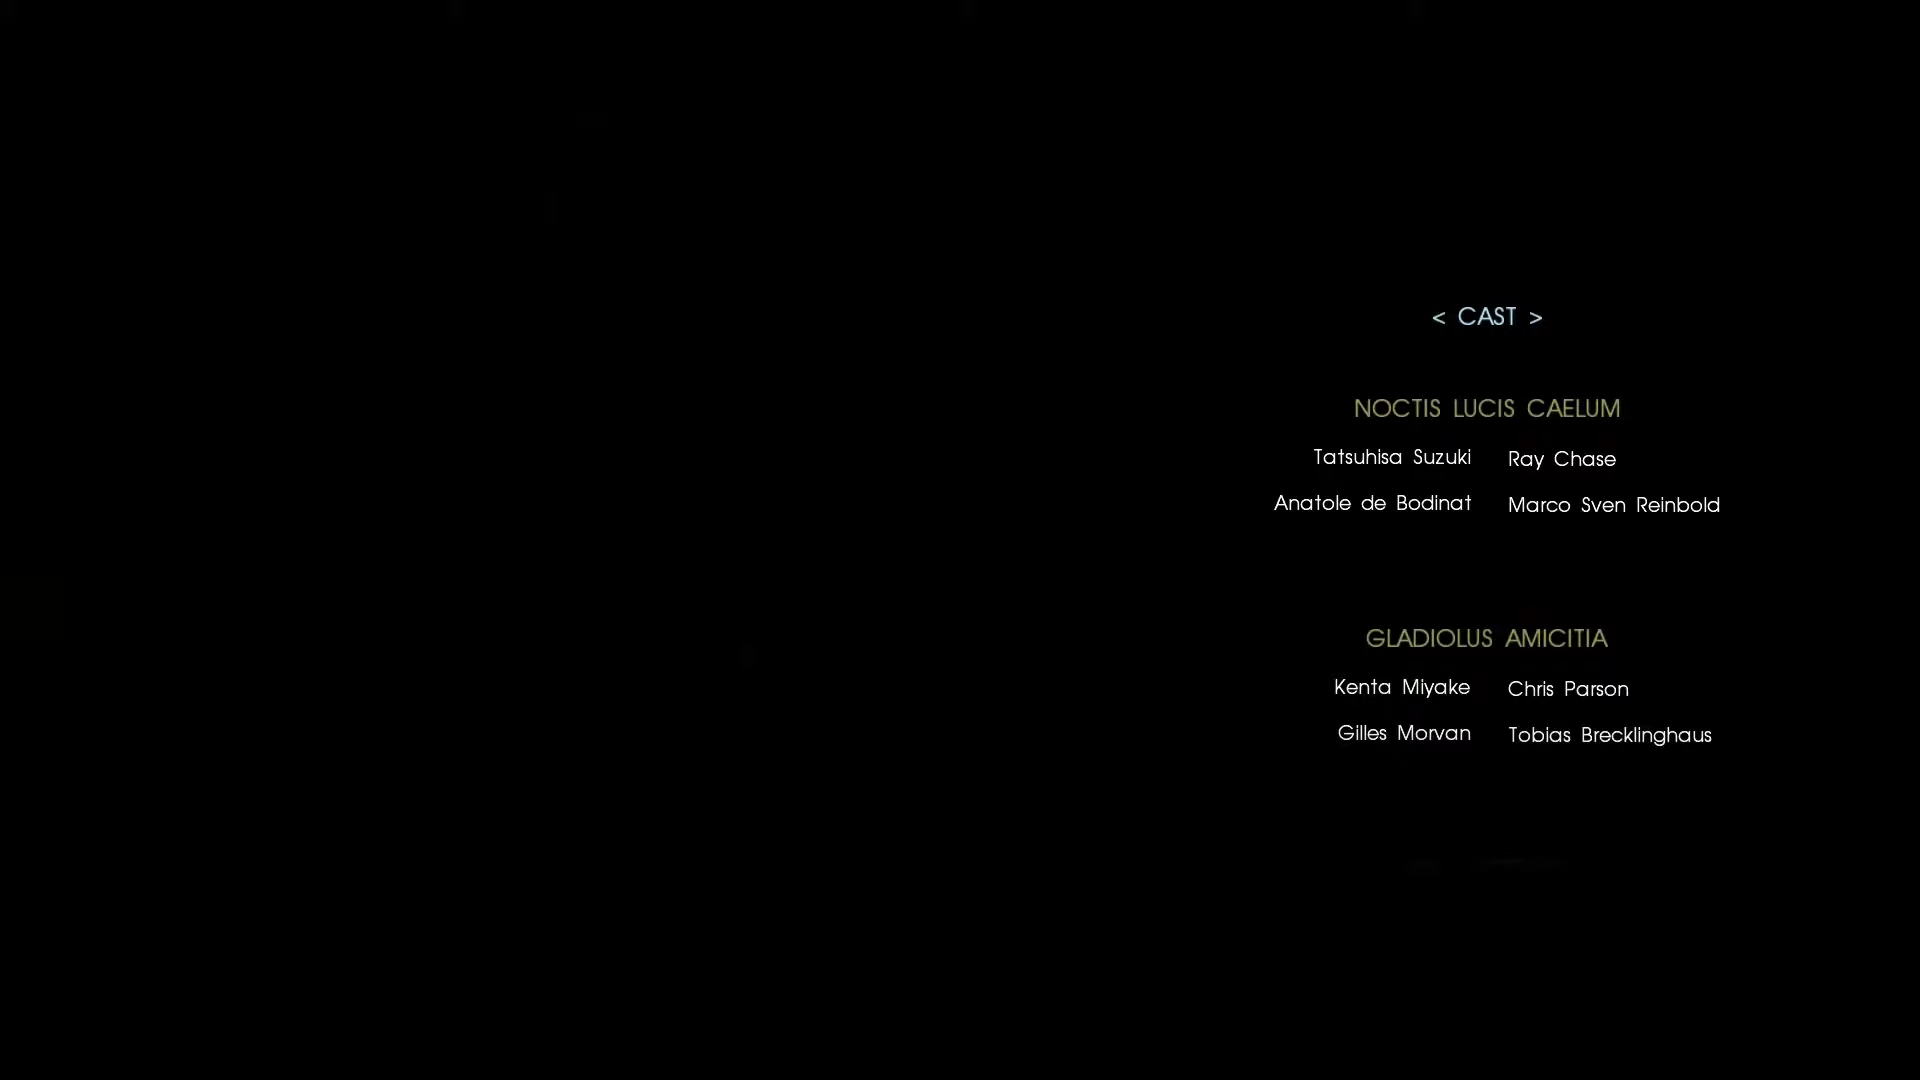 < CAST >
NOCTIS LUCIS CAELUM
Tatsuhisa Suzuki Ray Chase
Anatole de Bodinat Marco Sven Reinbold
GLADIOLUS AMICITIA
Kenta Miyake Chris Parson
Gilles Morvan Tobias Brecklinghaus